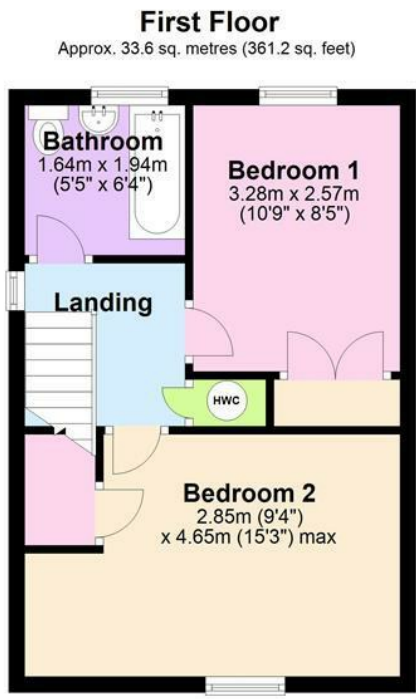 First Floor
Approx. 33.6 sq. metres (361.2 sq. feet)
Bathroom
1.64m x 1.94m
(5'5" x 6'4")
Bedroom 1
3.28m x 2.57m
(10'9" x 8'5")
Landing
HWC
Bedroom 2
2.85m (9'4")
x 4.65m (15'3") max